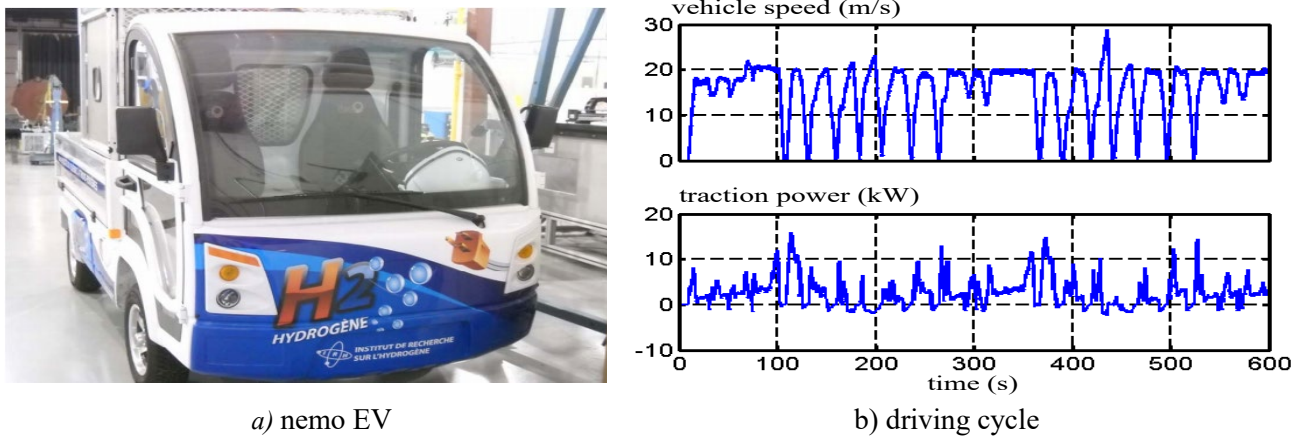 H2
HYDROGÈNE
INSTITUT DE RECHERCHE
SUR L'HYDROGÈNE
a) nemo EV
vehicle speed (m/s)
30
20
10
0
traction power (kW)
20
10
0
-10
0 100 200 300 400 500 600
time (s)
b) driving cycle